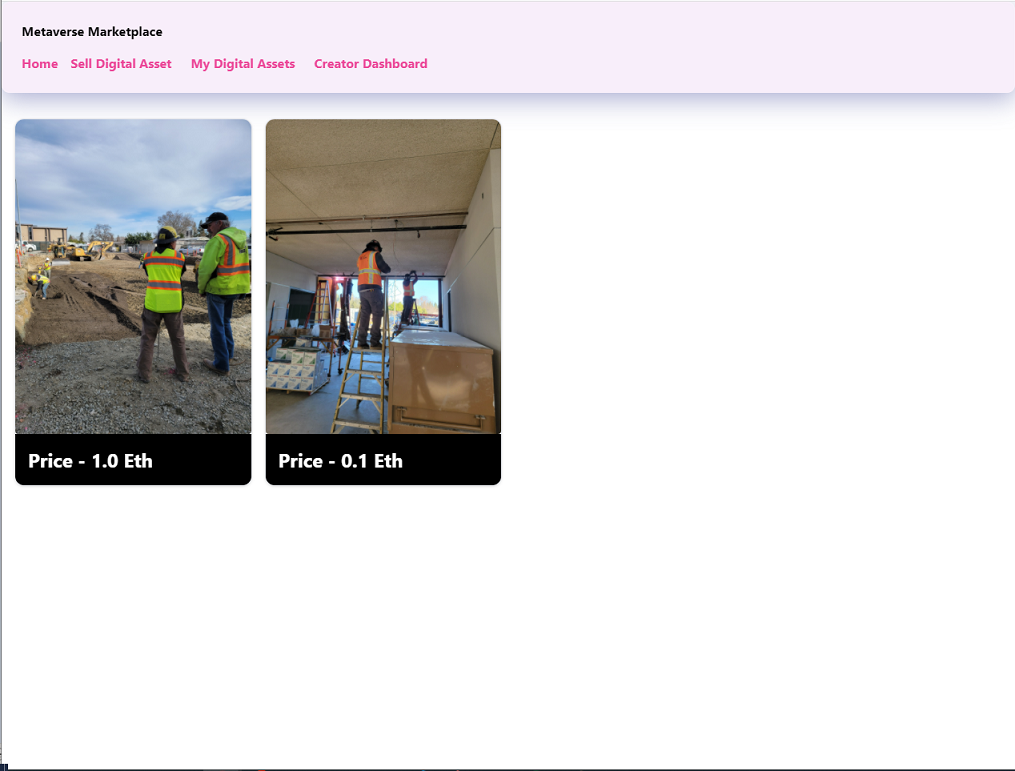 Metaverse Marketplace
Home Sell Digital Asset My Digital Assets Creator Dashboard
Price - 1.0 Eth
Price - 0.1 Eth